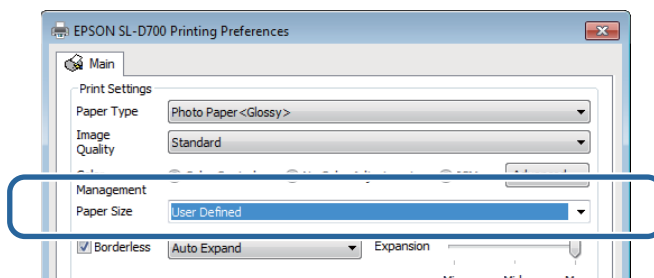 EPSON SL-D700 Printing Preferences
Main
Print Settings
Paper Type Photo Paper<Glossy>
Image
Quality Standard
Management
Paper Size User Defined
Borderless Auto Expand Expansion